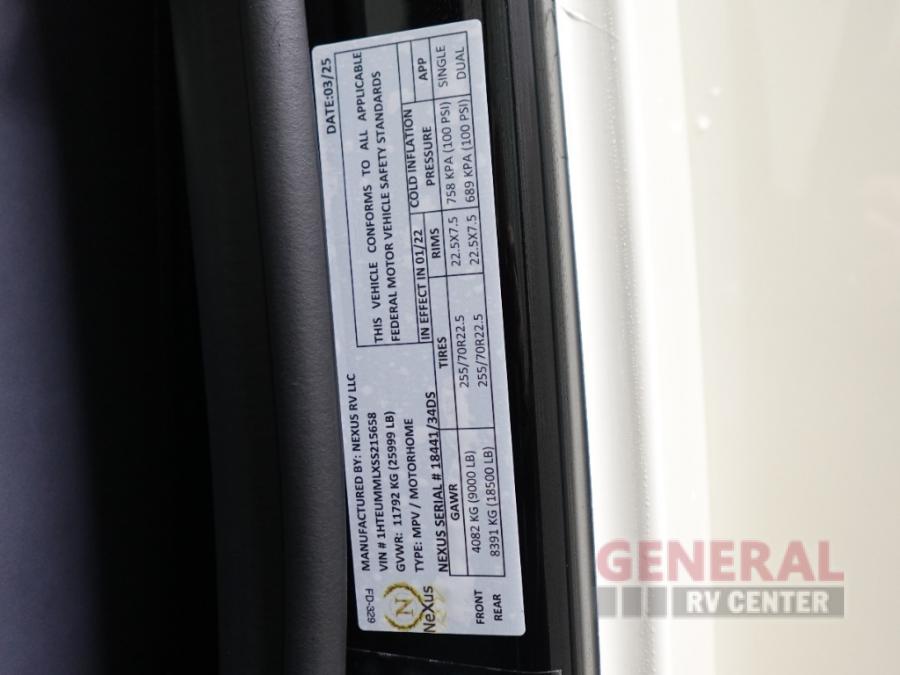 FD-329
DATE:03/25
MANUFACTURED BY: NEXUS RV LLC
VIN # 1HTEUMMLXSS215658
GVWR: 11792 KG (25999 LB)
TYPE: MPV / MOTORHOME
THIS VEHICLE CONFORMS TO ALL APPLICABLE
FEDERAL MOTOR VEHICLE SAFETY STANDARDS
IN EFFECT IN 01/22
N
NeXus
NEXUS SERIAL # 18441/34DS
GAWR TIRES RIMS COLD INFLATION PRESSURE APP
FRONT 4082 KG (9000 LB) 255/70R22.5 22.5X7.5 758 KPA (100 PSI) SINGLE
REAR 8391 KG (18500 LB) 255/70R22.5 22.5X7.5 689 KPA (100 PSI) DUAL
GENERAL
RV CENTER